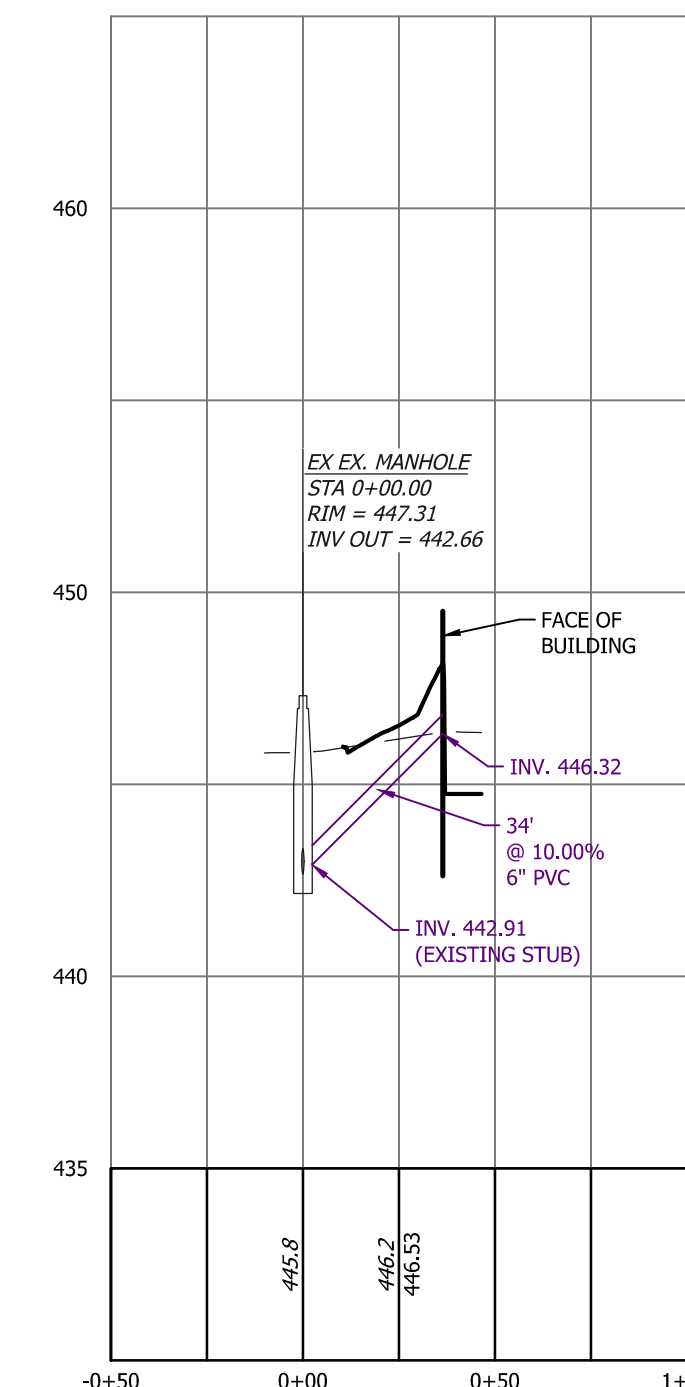 460
EX EX. MANHOLE
STA 0+00.00
RIM = 447.31
INV OUT = 442.66
450
FACE OF
BUILDING
INV. 446.32
34'
@ 10.00%
6" PVC
INV. 442.91
(EXISTING STUB)
440
435
445.8
446.2
446.53
-0+50
0+00
0+50